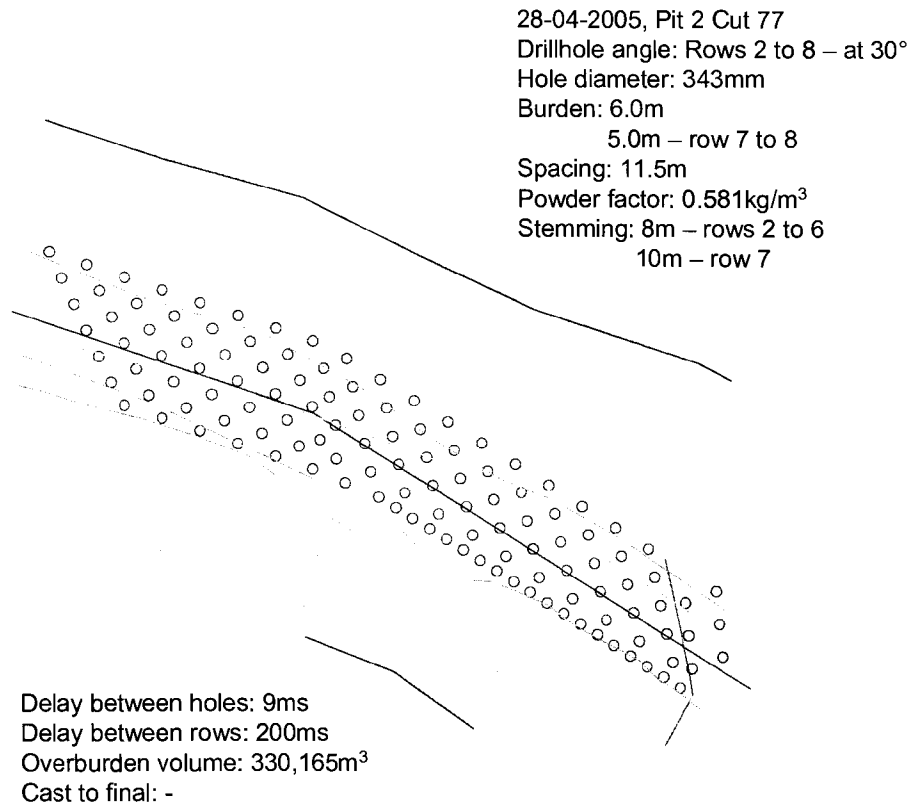 28-04-2005, Pit 2 Cut 77
Drillhole angle: Rows 2 to 8 – at 30°
Hole diameter: 343mm
Burden: 6.0m
5.0m – row 7 to 8
Spacing: 11.5m
Powder factor: 0.581kg/m³
Stemming: 8m – rows 2 to 6
10m – row 7
Delay between holes: 9ms
Delay between rows: 200ms
Overburden volume: 330,165m³
Cast to final: -